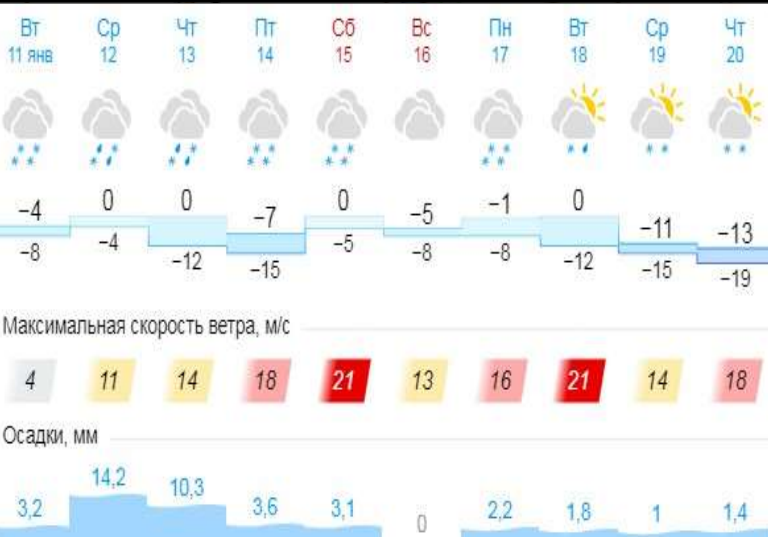 Вт Ср Чт Пт Сб Вс Пн Вт Ср Чт
11 янв 12 13 14 15 16 17 18 19 20
−4 0 0 −7 0 −5 −1 0 −11 −13
−8 −4 −12 −15 −5 −8 −8 −12 −15 −19
Максимальная скорость ветра, м/с
4 11 14 18 21 13 16 21 14 18
Осадки, мм
3,2 14,2 10,3 3,6 3,1 0 2,2 1,8 1 1,4